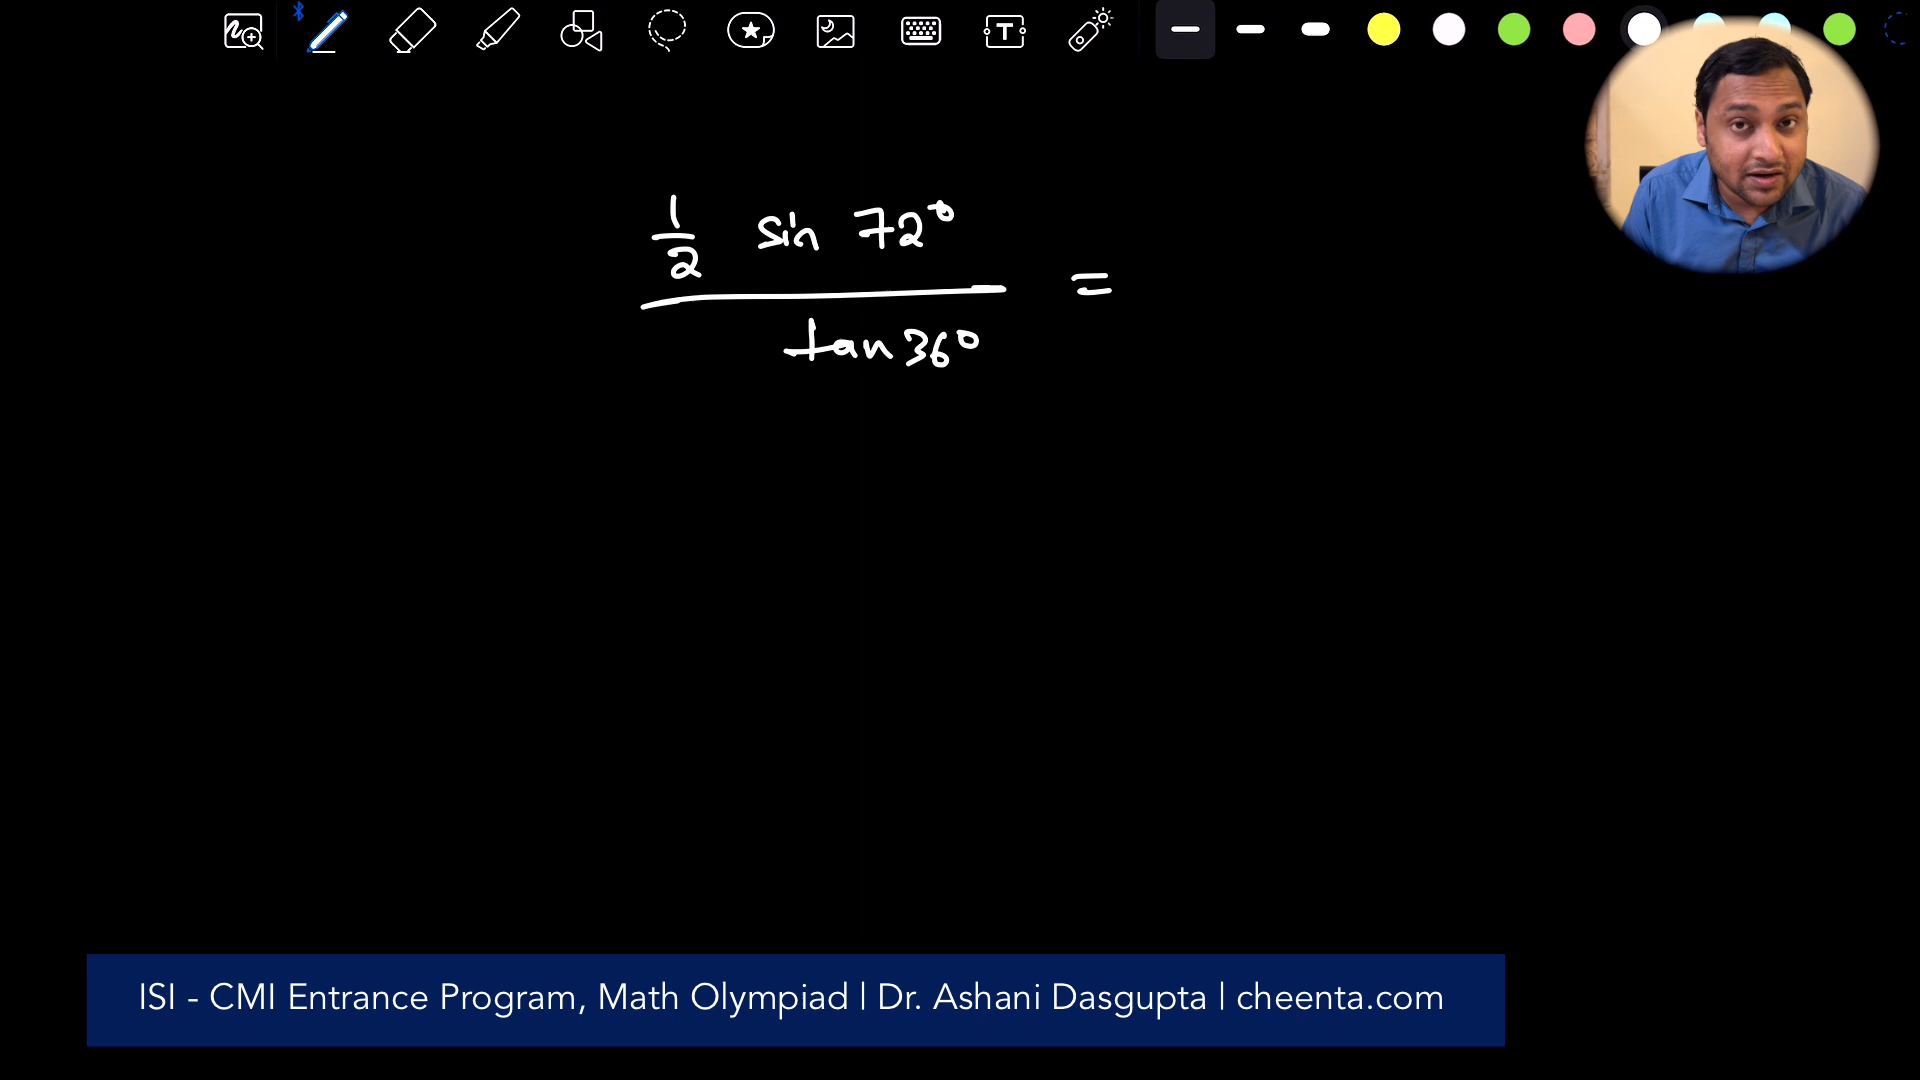 1/2 sin 72° =
tan 36°
ISI - CMI Entrance Program, Math Olympiad | Dr. Ashani Dasgupta | cheenta.com